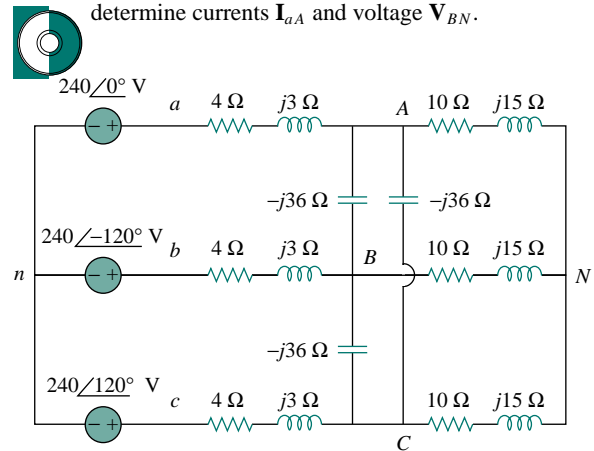 determine currents I_aA and voltage V_BN.
240∠0° V
a
4 Ω
j3 Ω
A
10 Ω
j15 Ω
− +
−j36 Ω
−j36 Ω
240∠−120° V
b
4 Ω
j3 Ω
B
10 Ω
j15 Ω
n
− +
N
−j36 Ω
240∠120° V
c
4 Ω
j3 Ω
10 Ω
j15 Ω
− +
C